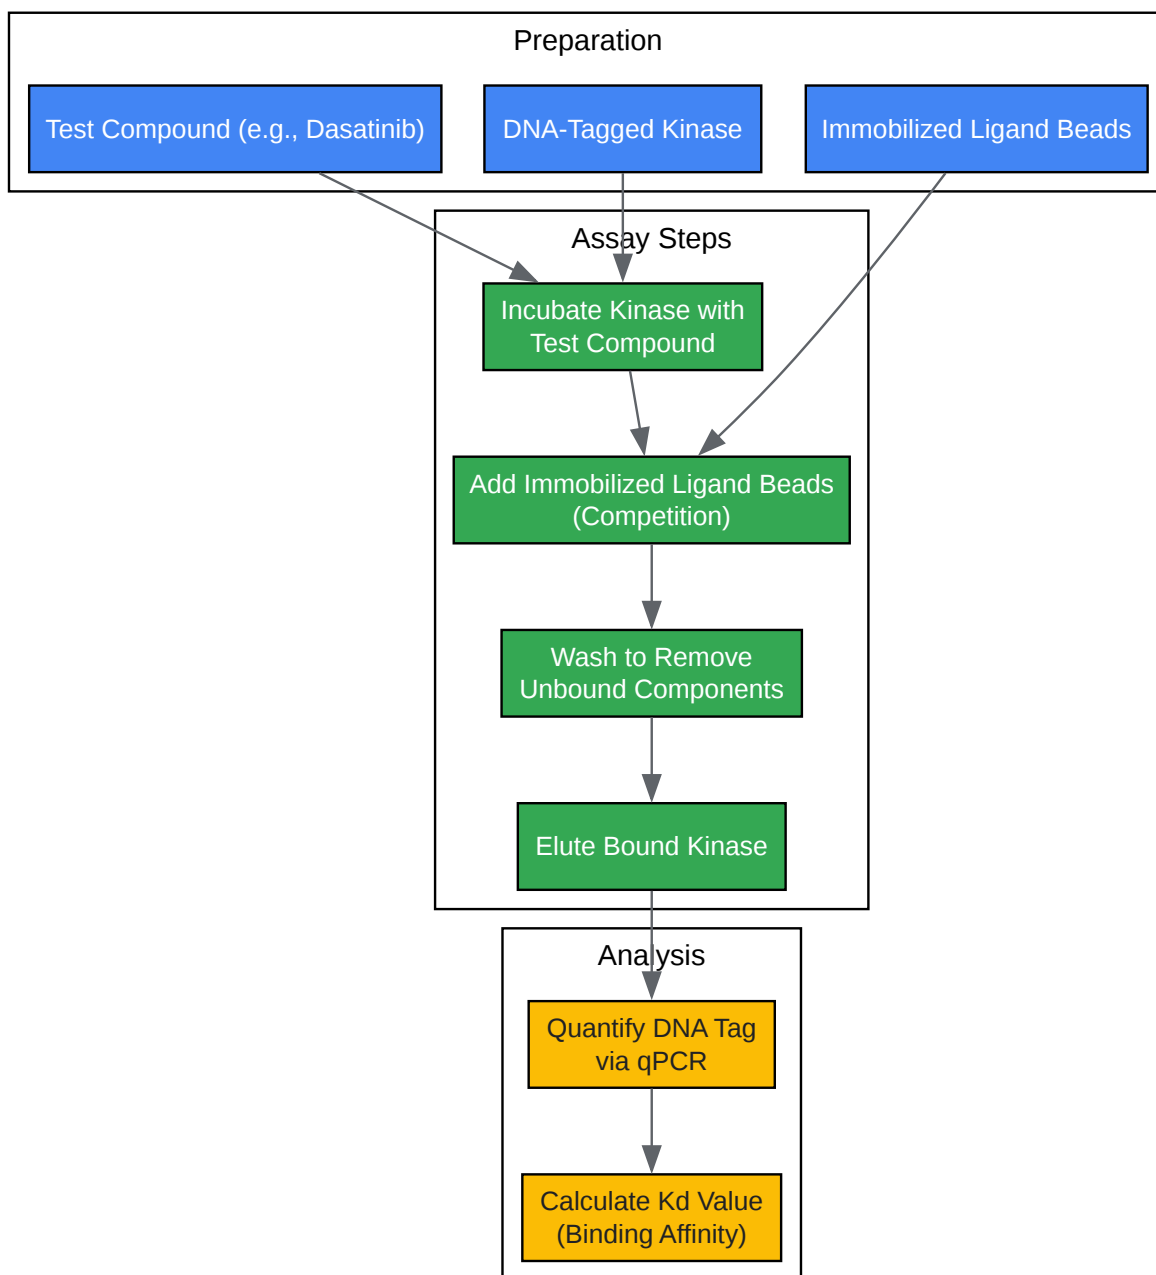 Preparation
Test Compound (e.g., Dasatinib)
DNA-Tagged Kinase
Immobilized Ligand Beads
Assay Steps
Incubate Kinase with
Test Compound
Add Immobilized Ligand Beads
(Competition)
Wash to Remove
Unbound Components
Elute Bound Kinase
Analysis
Quantify DNA Tag
via qPCR
Calculate Kd Value
(Binding Affinity)